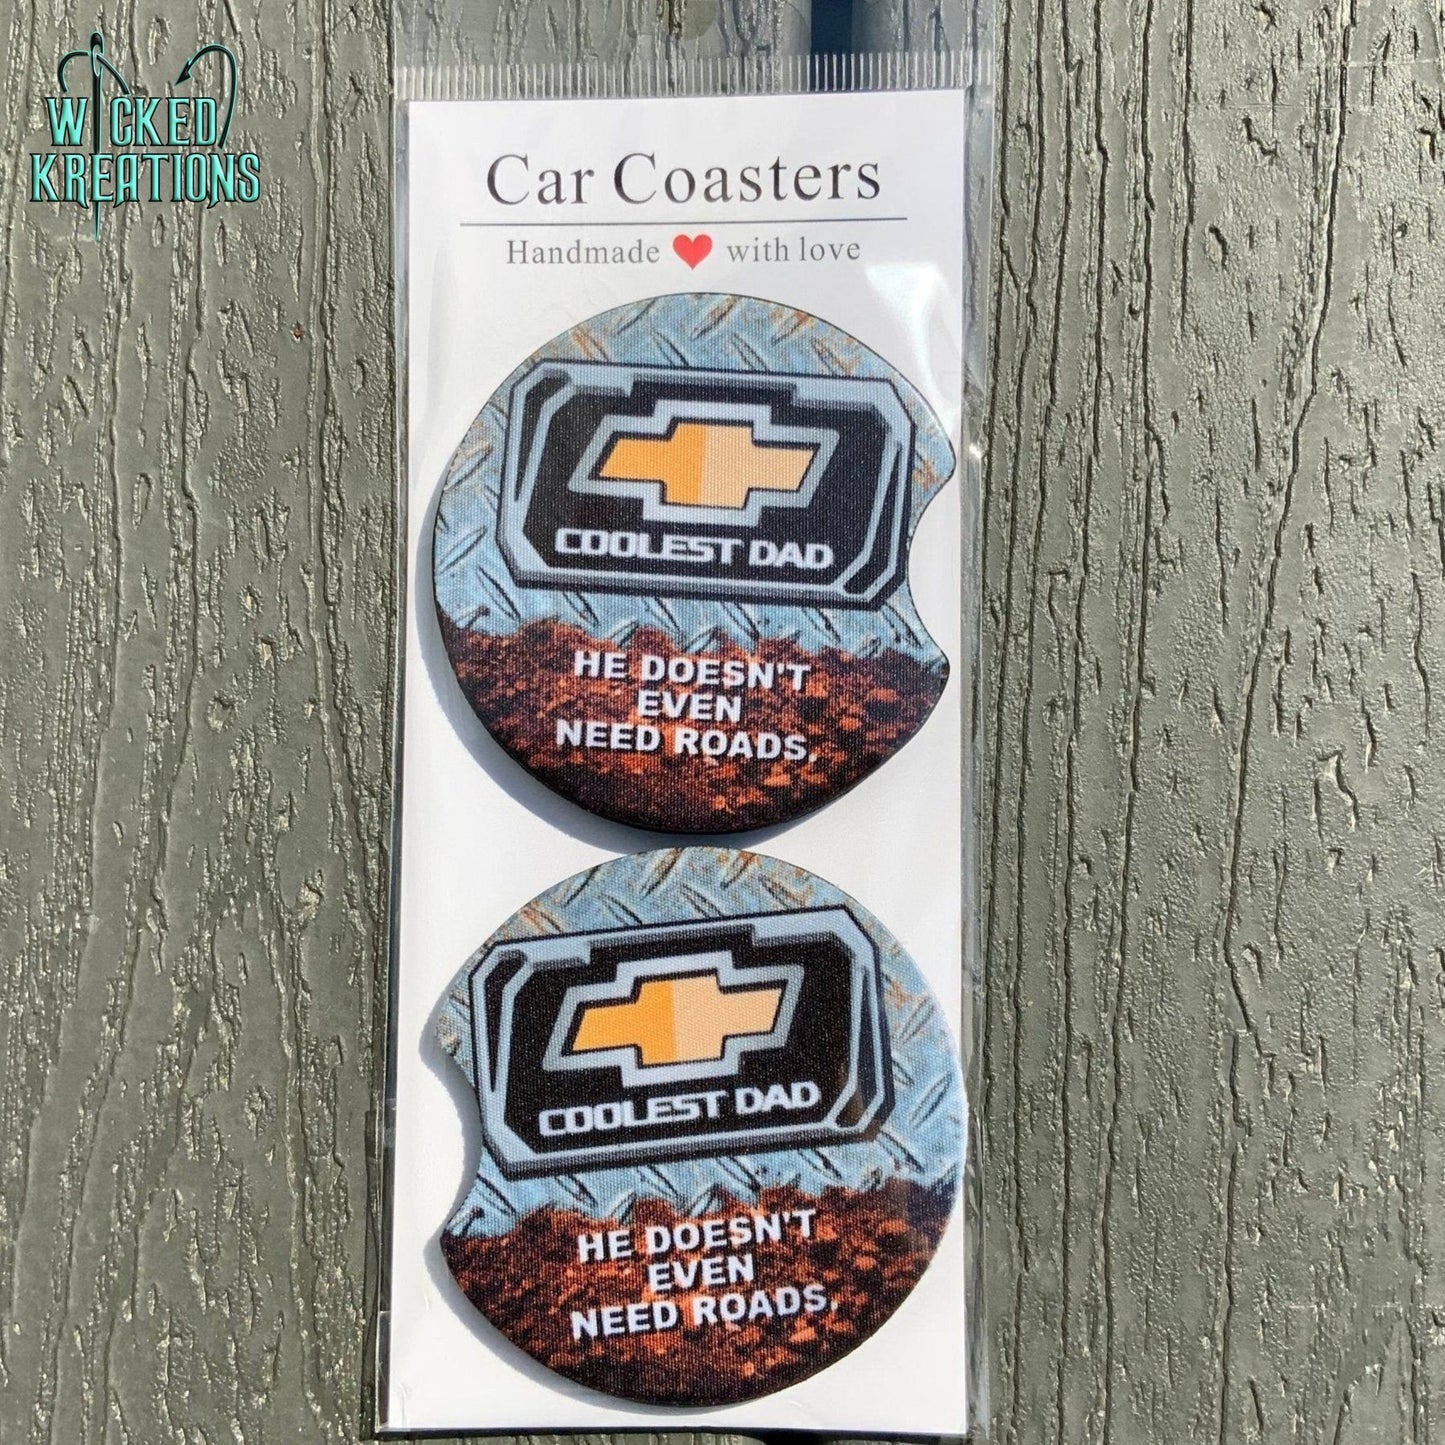 WICKED
KREATIONS
Car Coasters
Handmade ❤ with love
COOLEST DAD
HE DOESN'T
EVEN
NEED ROADS,
COOLEST DAD
HE DOESN'T
EVEN
NEED ROADS,